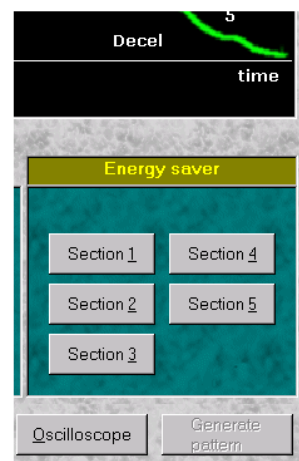 5
Decel
time
Energy saver
Section 1
Section 4
Section 2
Section 5
Section 3
Oscilloscope
Generate
pattern